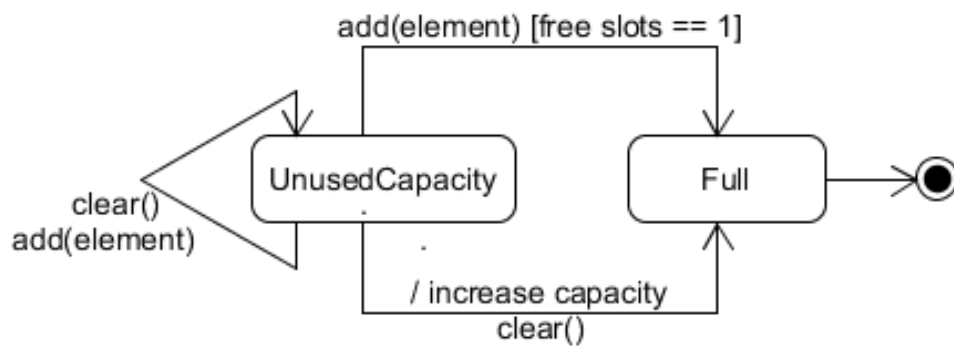 add(element) [free slots == 1]
UnusedCapacity
Full
clear()
add(element)
/ increase capacity
clear()